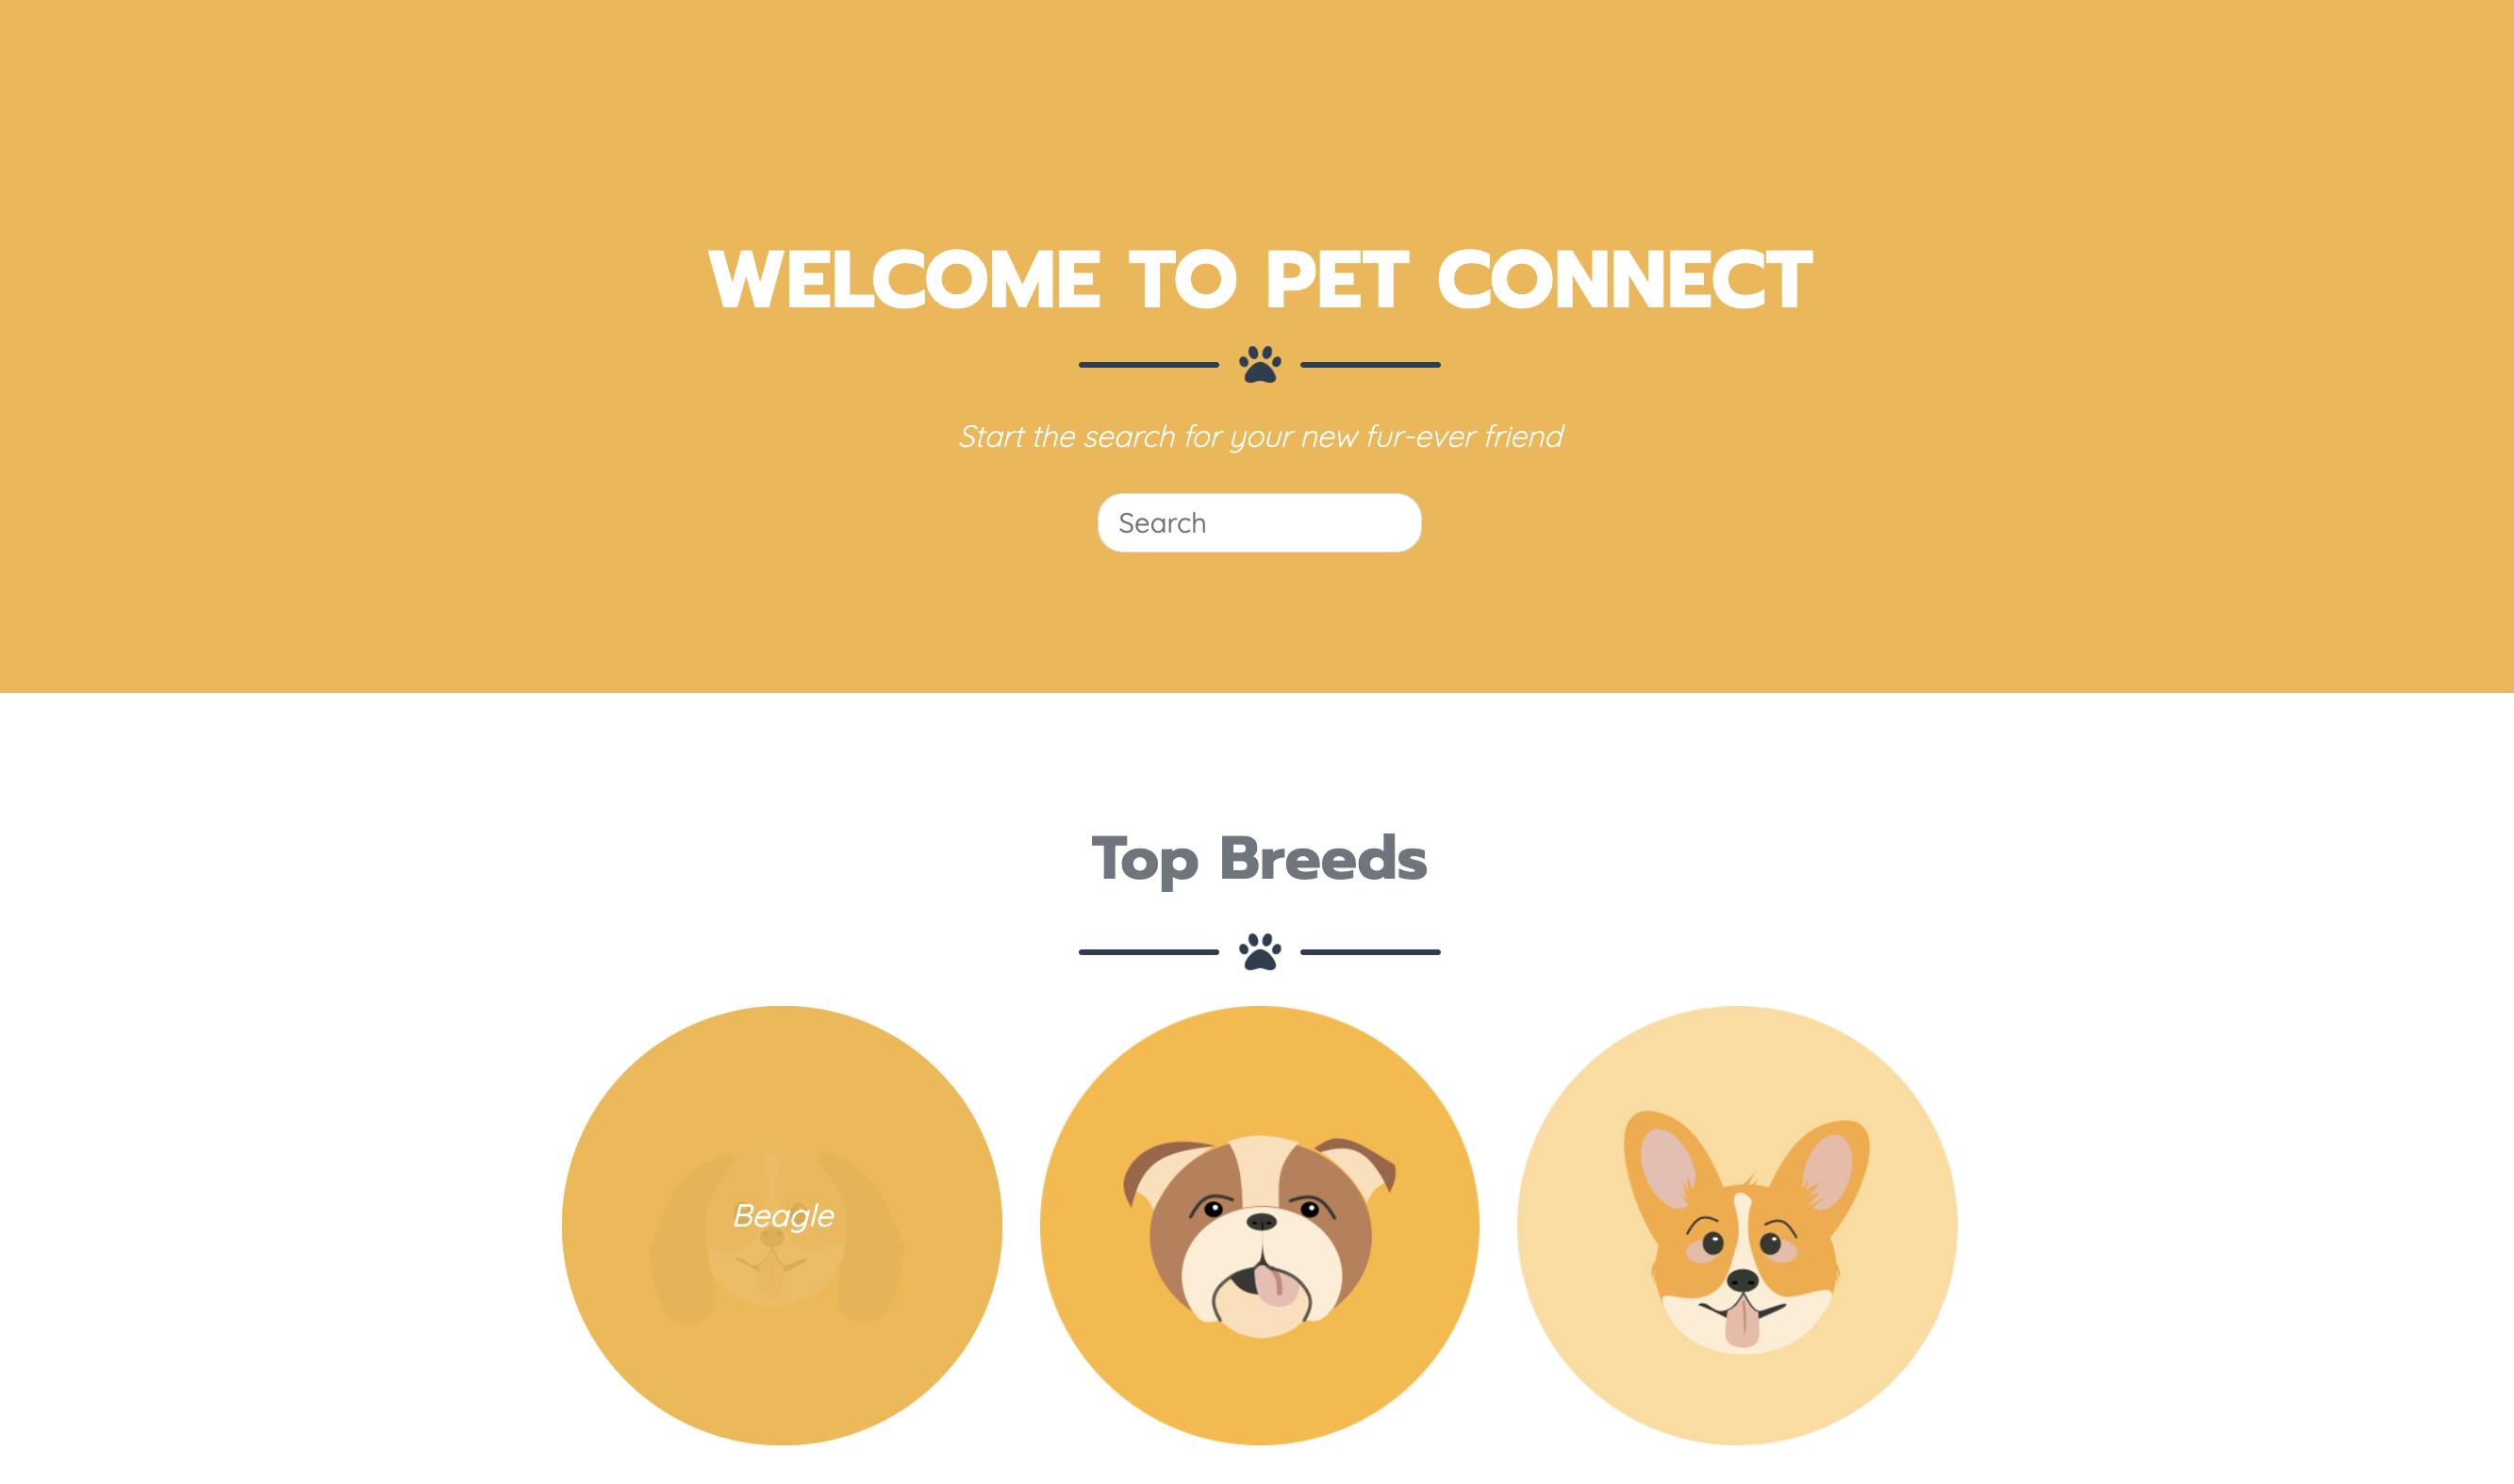 WELCOME TO PET CONNECT
Start the search for your new fur-ever friend
Search
Top Breeds
Beagle